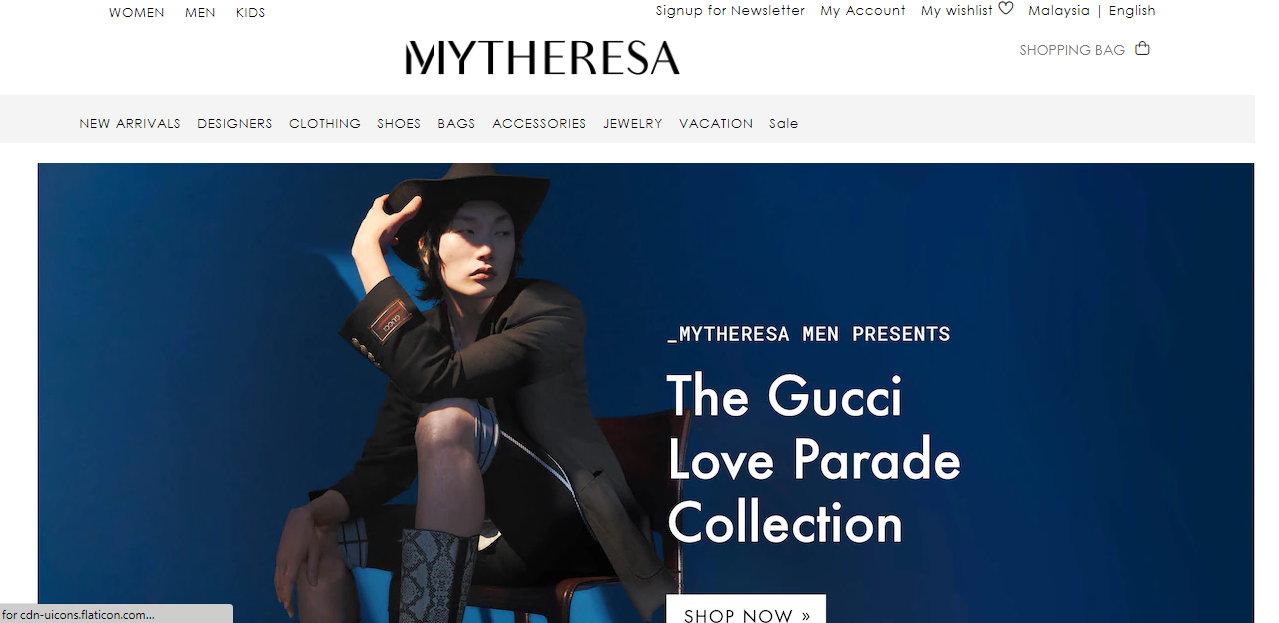 WOMEN MEN KIDS
Signup for Newsletter My Account My wishlist Malaysia | English
MYTHERESA
SHOPPING BAG
NEW ARRIVALS DESIGNERS CLOTHING SHOES BAGS ACCESSORIES JEWELRY VACATION Sale
GUCCI
_MYTHERESA MEN PRESENTS
The Gucci
Love Parade
Collection
SHOP NOW »
for cdn-uicons.flaticon.com...